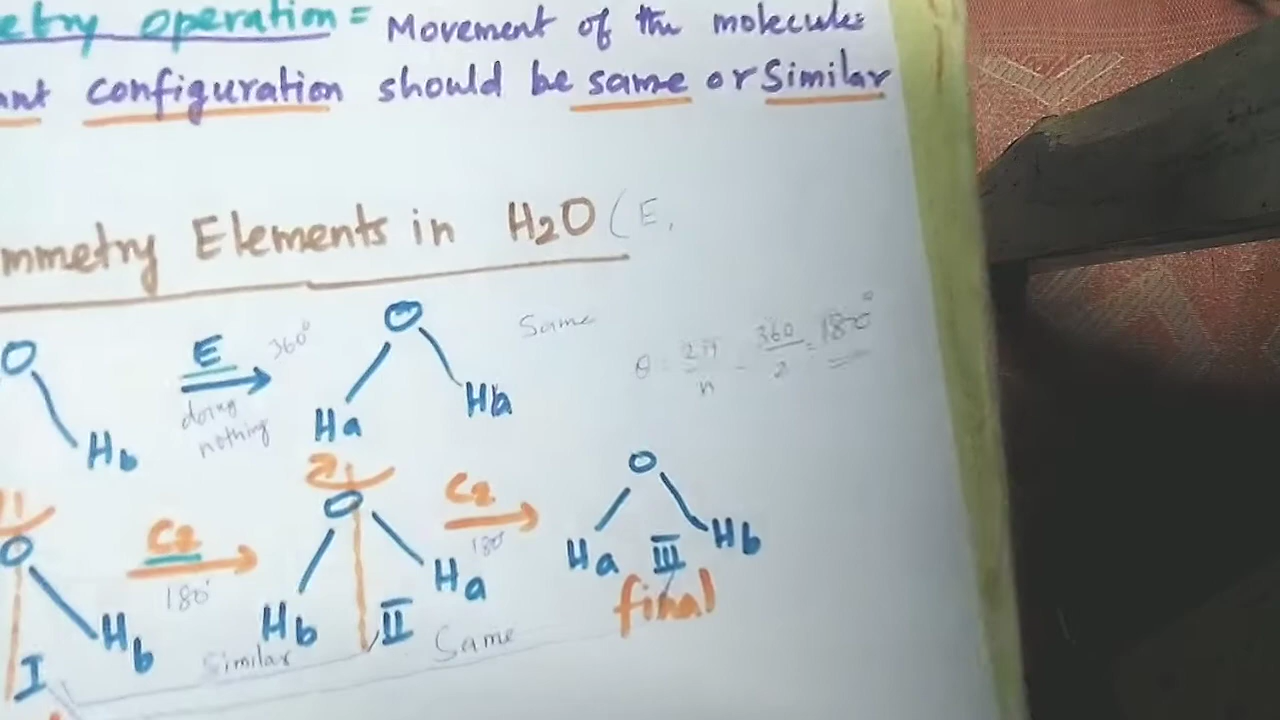 etry operation = Movement of the molecules
ant configuration should be same or Similar
mmetry Elements in H2O (E,
O E 360° O Same
doing nothing
Hb Ha Hb
θ = 2π/n = 360/2 = 180°
O C2 180° O C2 180° O
Hb Hb Ha Ha Hb
I II III
Similar Same final